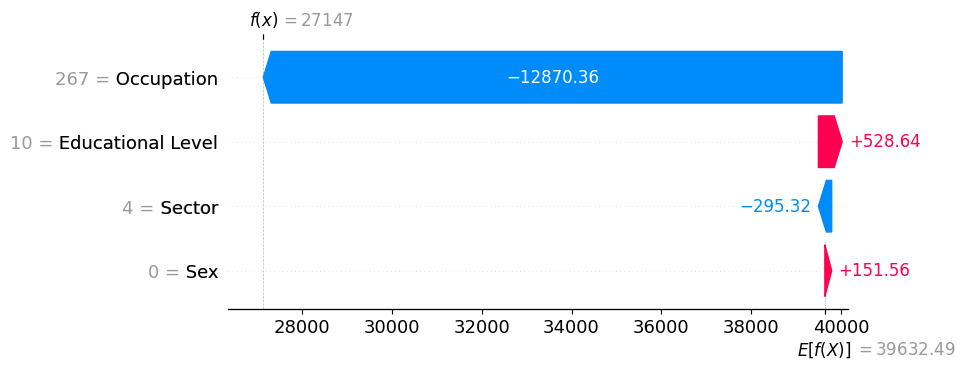 f(x) = 27147
267 = Occupation
−12870.36
10 = Educational Level
+528.64
4 = Sector
−295.32
0 = Sex
+151.56
28000 30000 32000 34000 36000 38000 40000
E[f(X)] = 39632.49